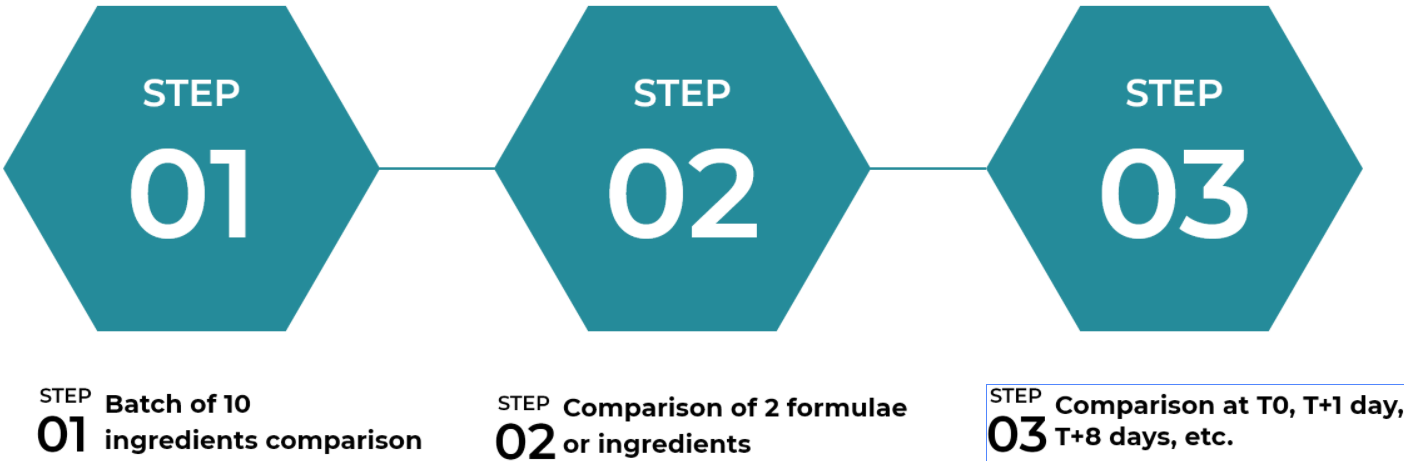 STEP
01
STEP
02
STEP
03
STEP
01
Batch of 10
ingredients comparison
STEP
02
Comparison of 2 formulae
or ingredients
STEP
03
Comparison at T0, T+1 day,
T+8 days, etc.